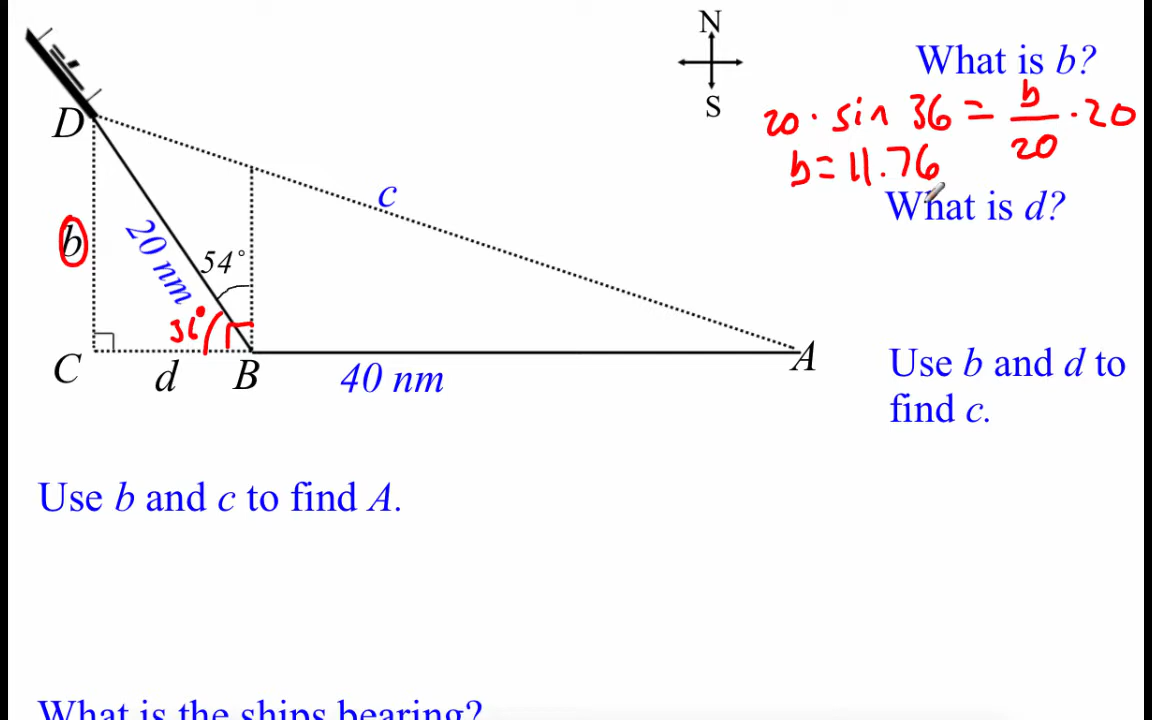 N
S
What is b?
20 · sin 36 = b/20 · 20
b = 11.76
What is d?
D
c
b
20 nm
54°
36°
C
d
B
40 nm
A
Use b and d to
find c.
Use b and c to find A.
What is the ships bearing?